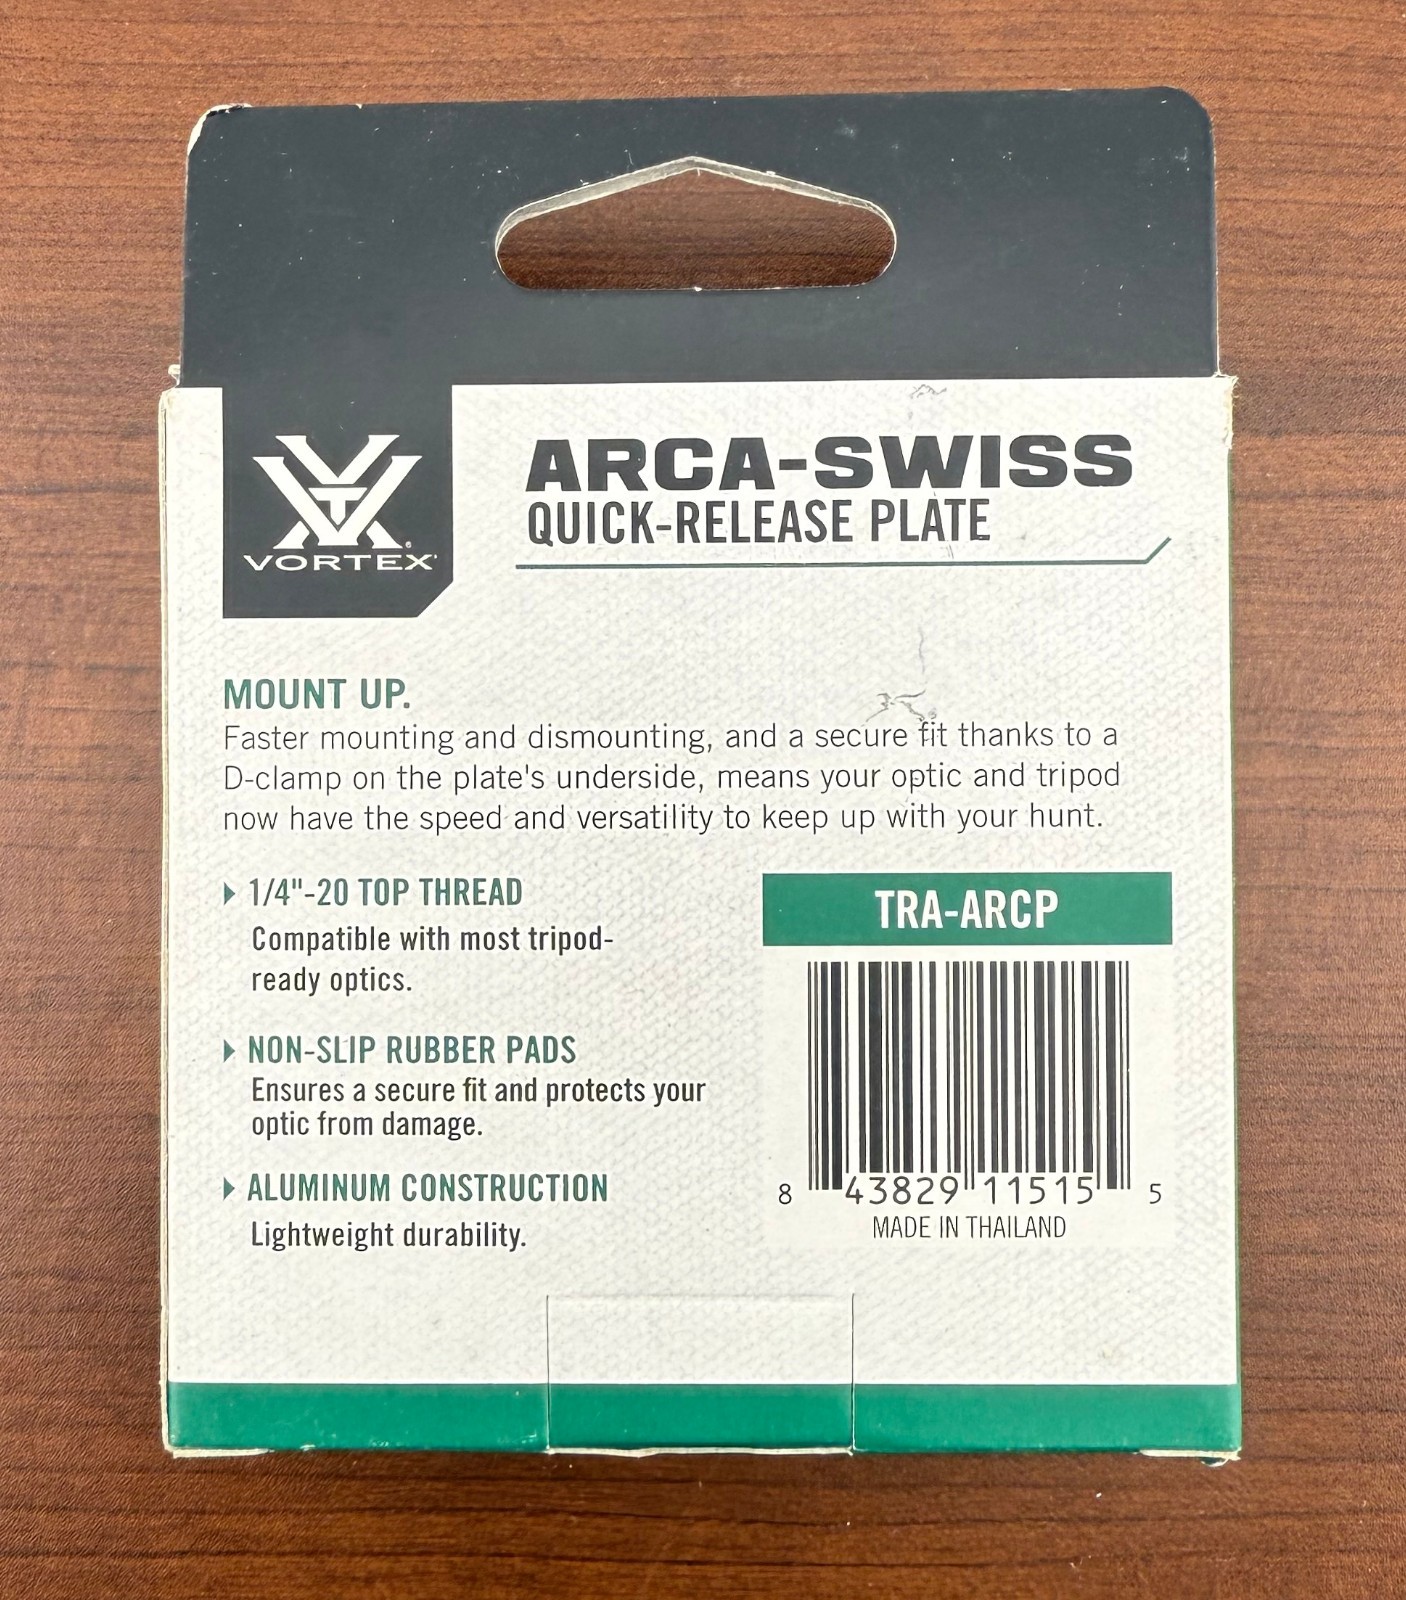 VORTEX
ARCA-SWISS
QUICK-RELEASE PLATE
MOUNT UP.
Faster mounting and dismounting, and a secure fit thanks to a
D-clamp on the plate's underside, means your optic and tripod
now have the speed and versatility to keep up with your hunt.
1/4"-20 TOP THREAD
Compatible with most tripod-
ready optics.
NON-SLIP RUBBER PADS
Ensures a secure fit and protects your
optic from damage.
ALUMINUM CONSTRUCTION
Lightweight durability.
TRA-ARCP
8 43829 11515 5
MADE IN THAILAND